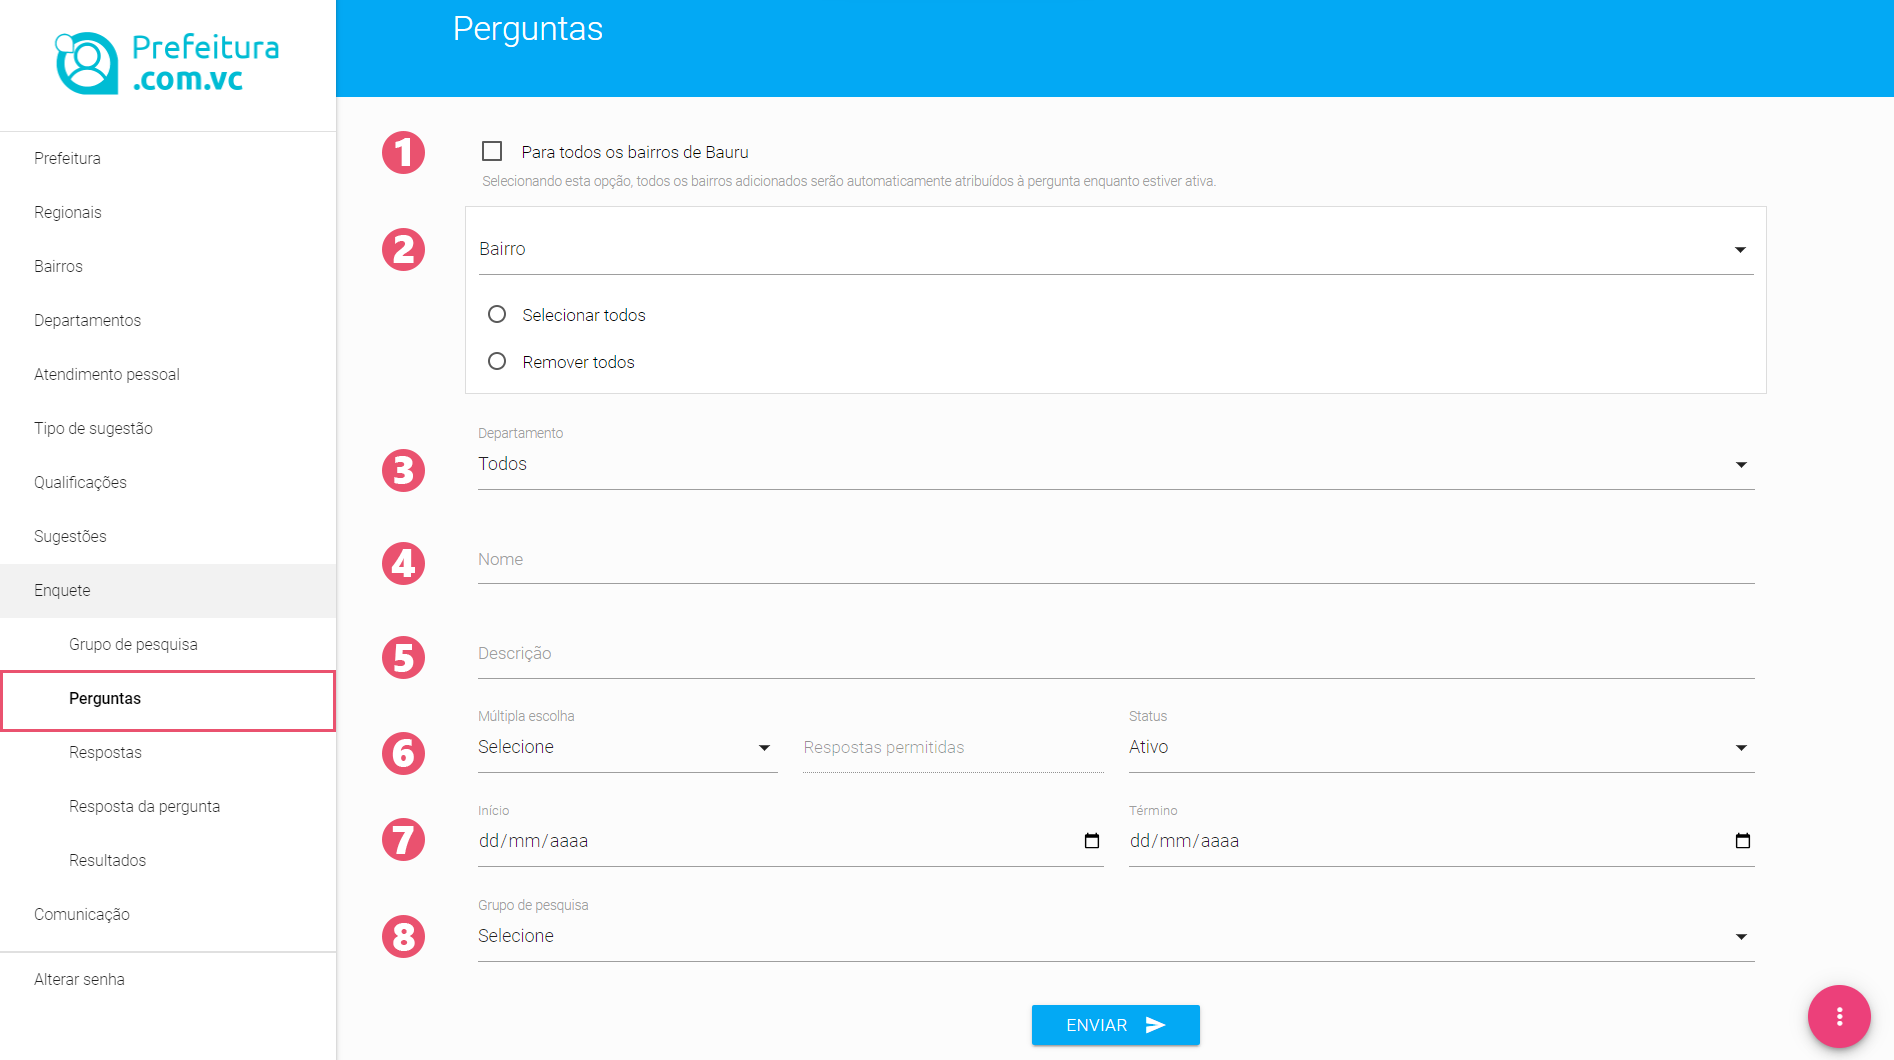 Prefeitura
.com.vc
Prefeitura
Regionais
Bairros
Departamentos
Atendimento pessoal
Tipo de sugestão
Qualificações
Sugestões
Enquete
Grupo de pesquisa
Perguntas
Respostas
Resposta da pergunta
Resultados
Comunicação
Alterar senha
Perguntas
1
Para todos os bairros de Bauru
Selecionando esta opção, todos os bairros adicionados serão automaticamente atribuídos à pergunta enquanto estiver ativa.
2
Bairro
Selecionar todos
Remover todos
Departamento
3
Todos
4
Nome
5
Descrição
Múltipla escolha Status
6
Selecione Respostas permitidas Ativo
Início Término
7
dd/mm/aaaa dd/mm/aaaa
Grupo de pesquisa
8
Selecione
ENVIAR